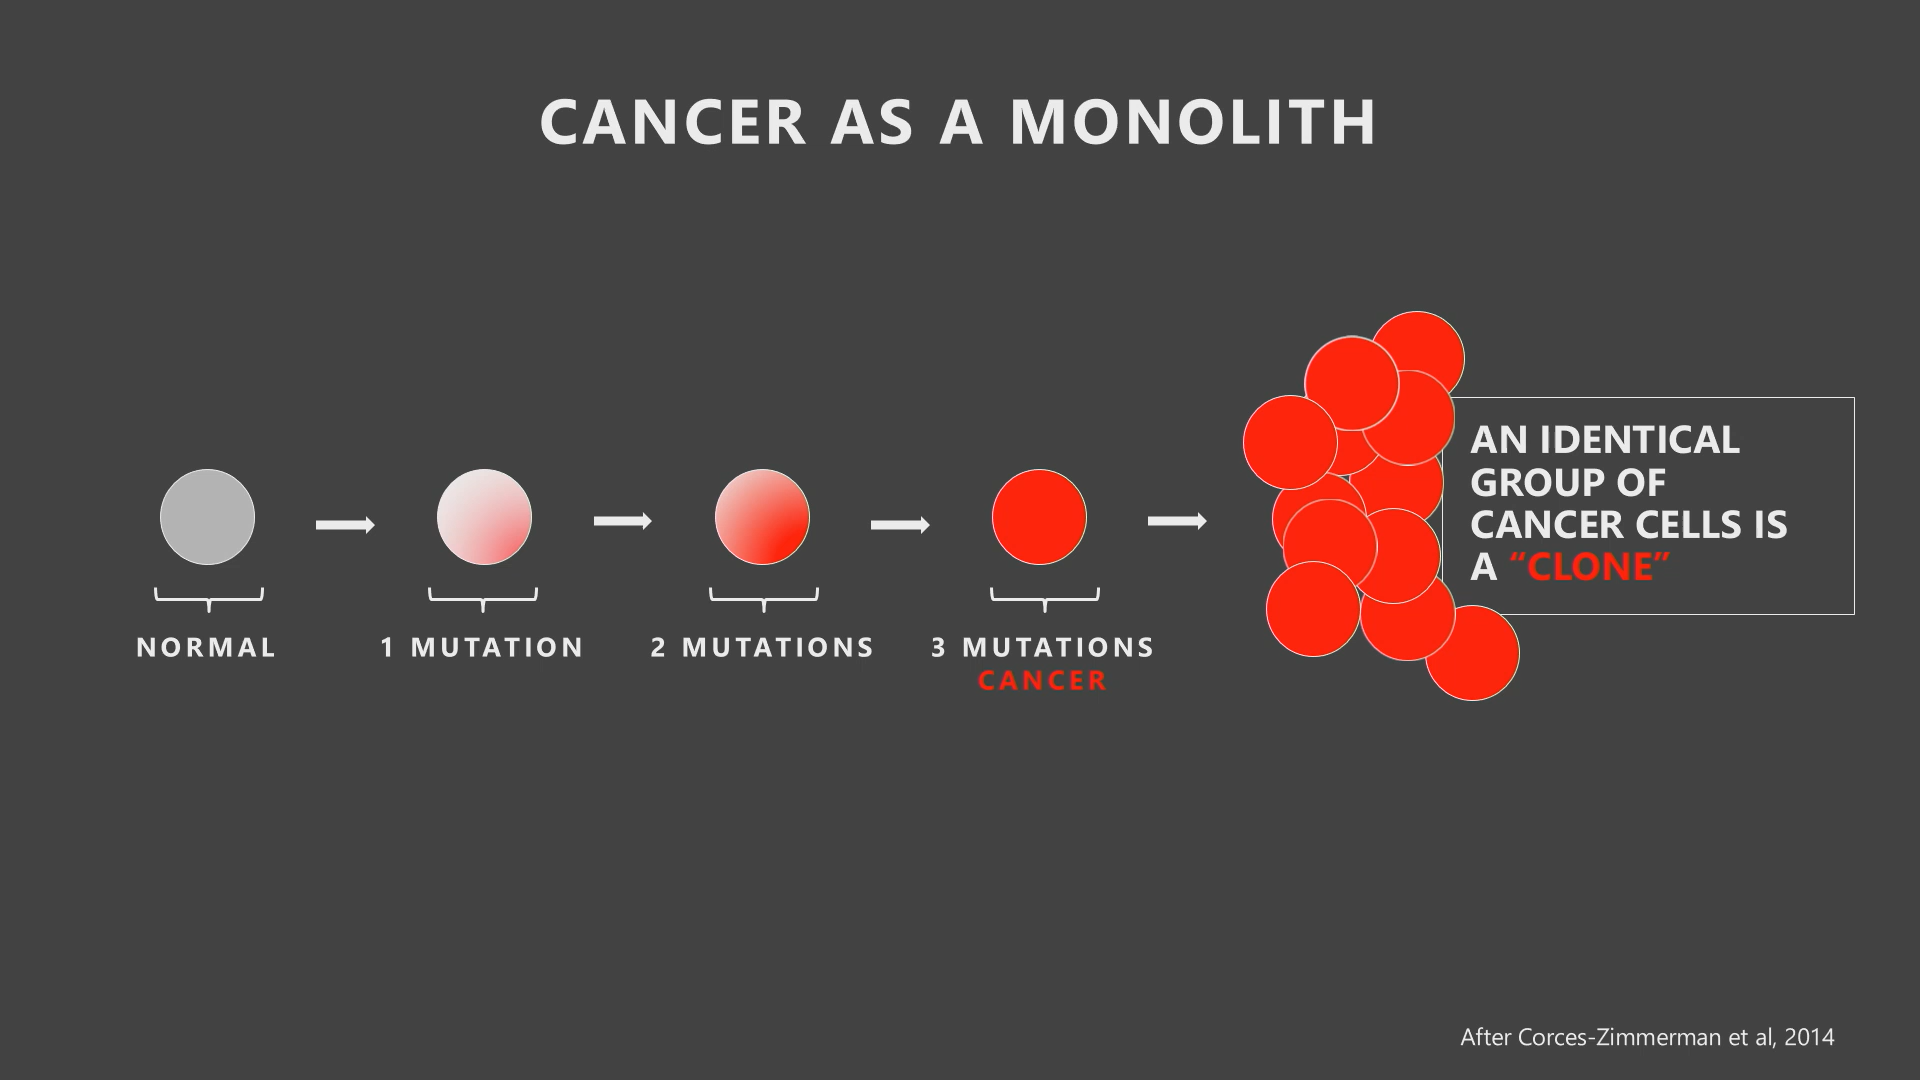 CANCER AS A MONOLITH
AN IDENTICAL
GROUP OF
CANCER CELLS IS
A “CLONE”
NORMAL
1 MUTATION
2 MUTATIONS
3 MUTATIONS
CANCER
After Corces-Zimmerman et al, 2014